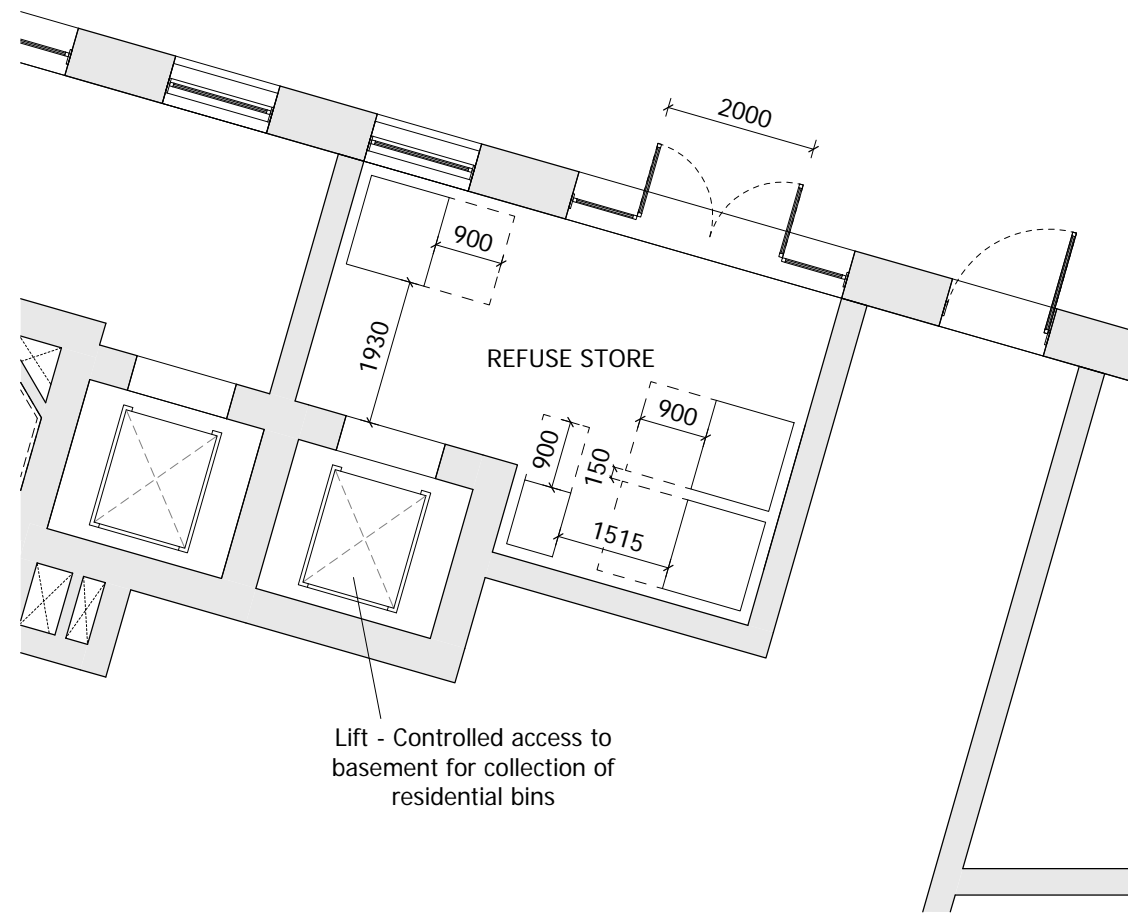 2000
900
1930
REFUSE STORE
900
900
150
1515
Lift - Controlled access to
basement for collection of
residential bins